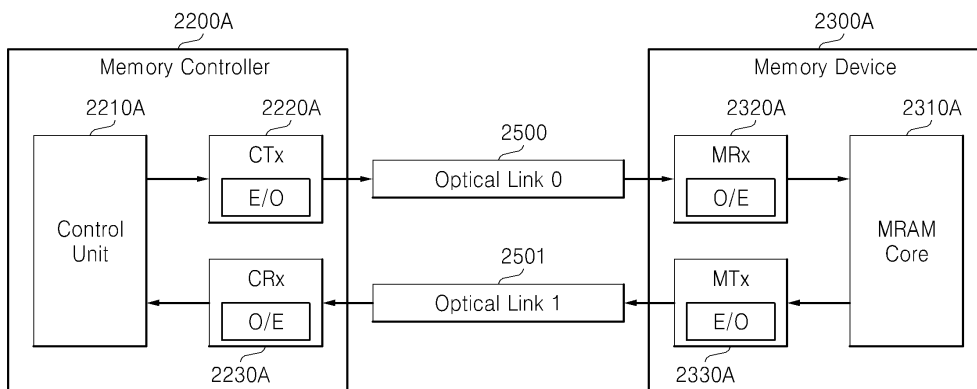 2200A
2300A
Memory Controller
Memory Device
2210A
2220A
2320A
2310A
2500
CTx
E/O
Optical Link 0
MRx
O/E
Control
Unit
MRAM
Core
2501
CRx
O/E
Optical Link 1
MTx
E/O
2230A
2330A